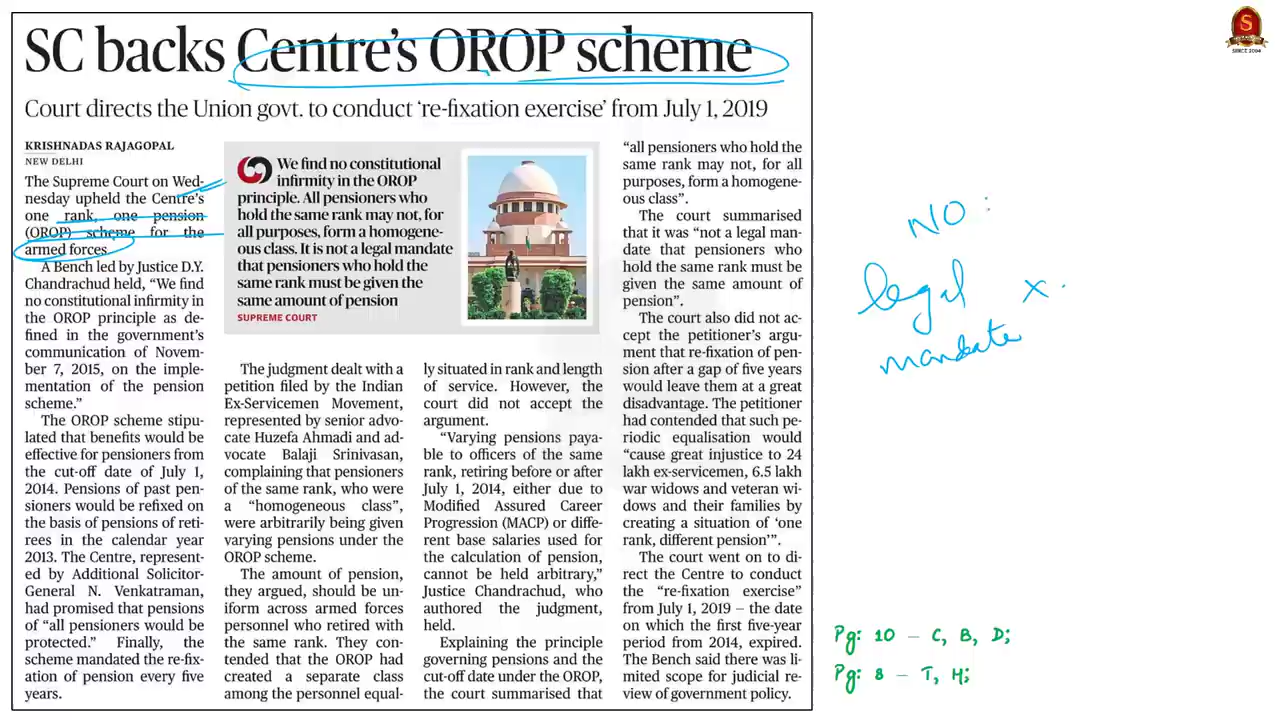 SC backs Centre's OROP scheme
Court directs the Union govt. to conduct 're-fixation exercise' from July 1, 2019
KRISHNADAS RAJAGOPAL
NEW DELHI
The Supreme Court on Wed-
nesday upheld the Centre's
one rank, one pension
(OROP) scheme for the
armed forces.
A Bench led by Justice D.Y.
Chandrachud held, "We find
no constitutional infirmity in
the OROP principle as de-
fined in the government's
communication of Novem-
ber 7, 2015, on the imple-
mentation of the pension
scheme."
The OROP scheme stipu-
lated that benefits would be
effective for pensioners from
the cut-off date of July 1,
2014. Pensions of past pen-
sioners would be refixed on
the basis of pensions of reti-
rees in the calendar year
2013. The Centre, represent-
ed by Additional Solicitor-
General N. Venkatraman,
had promised that pensions
of "all pensioners would be
protected." Finally, the
scheme mandated the re-fix-
ation of pension every five
years.
We find no constitutional
infirmity in the OROP
principle. All pensioners who
hold the same rank may not, for
all purposes, form a homogene-
ous class. It is not a legal mandate
that pensioners who hold the
same rank must be given the
same amount of pension
SUPREME COURT
The judgment dealt with a
petition filed by the Indian
Ex-Servicemen Movement,
represented by senior advo-
cate Huzefa Ahmadi and ad-
vocate Balaji Srinivasan,
complaining that pensioners
of the same rank, who were
a "homogeneous class",
were arbitrarily being given
varying pensions under the
OROP scheme.
The amount of pension,
they argued, should be un-
iform across armed forces
personnel who retired with
the same rank. They con-
tended that the OROP had
created a separate class
among the personnel equal-
ly situated in rank and length
of service. However, the
court did not accept the
argument.
"Varying pensions paya-
ble to officers of the same
rank, retiring before or after
July 1, 2014, either due to
Modified Assured Career
Progression (MACP) or diffe-
rent base salaries used for
the calculation of pension,
cannot be held arbitrary,"
Justice Chandrachud, who
authored the judgment,
held.
Explaining the principle
governing pensions and the
cut-off date under the OROP,
the court summarised that
"all pensioners who hold the
same rank may not, for all
purposes, form a homogene-
ous class".
The court summarised
that it was "not a legal man-
date that pensioners who
hold the same rank must be
given the same amount of
pension".
The court also did not ac-
cept the petitioner's argu-
ment that re-fixation of pen-
sion after a gap of five years
would leave them at a great
disadvantage. The petitioner
had contended that such pe-
riodic equalisation would
"cause great injustice to 24
lakh ex-servicemen, 6.5 lakh
war widows and veteran wi-
dows and their families by
creating a situation of 'one
rank, different pension'".
The court went on to di-
rect the Centre to conduct
the "re-fixation exercise"
from July 1, 2019 – the date
on which the first five-year
period from 2014, expired.
The Bench said there was li-
mited scope for judicial re-
view of government policy.
NO:
legal x.
mandate
Pg: 10 - C, B, D;
Pg: 8 - T, H;
S
SINCE 2004